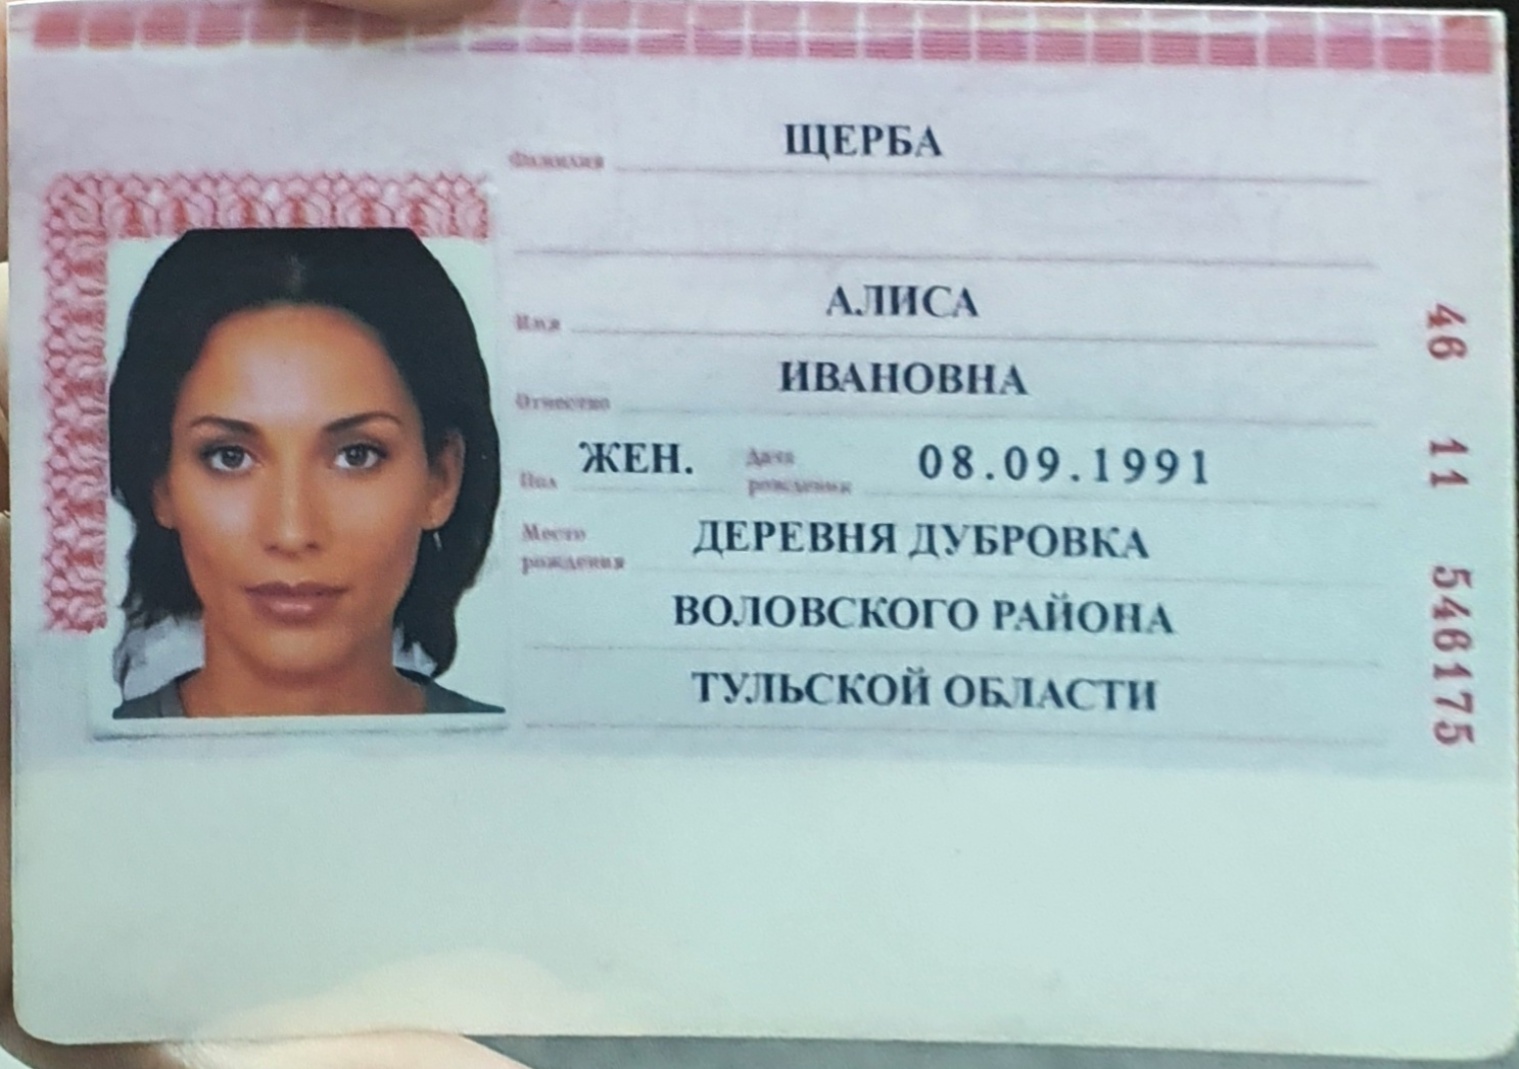 Фамилия ЩЕРБА
Имя АЛИСА
Отчество ИВАНОВНА
Пол ЖЕН. Дата рождения 08.09.1991
Место рождения ДЕРЕВНЯ ДУБРОВКА
ВОЛОВСКОГО РАЙОНА
ТУЛЬСКОЙ ОБЛАСТИ
46 11 546175